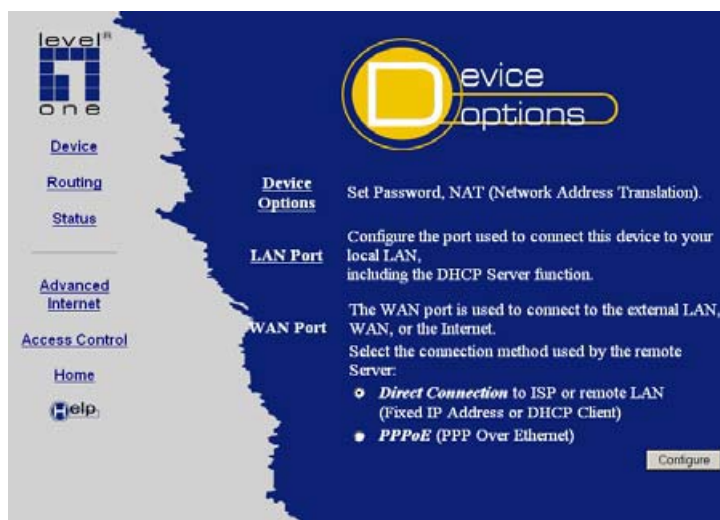 level®
one
Device
Routing
Status
Advanced
Internet
Access Control
Home
Help
Device
options
Device
Options
Set Password, NAT (Network Address Translation).
LAN Port
Configure the port used to connect this device to your
local LAN,
including the DHCP Server function.
WAN Port
The WAN port is used to connect to the external LAN,
WAN, or the Internet.
Select the connection method used by the remote
Server:
Direct Connection to ISP or remote LAN
(Fixed IP Address or DHCP Client)
PPPoE (PPP Over Ethernet)
Configure